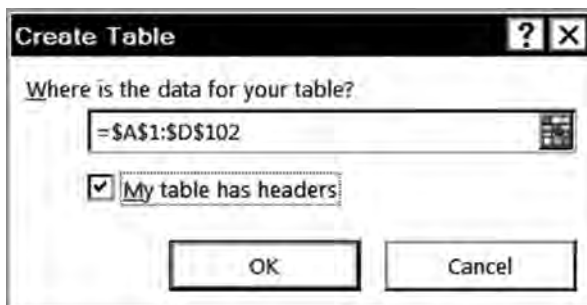 Create Table ? X
Where is the data for your table?
=$A$1:$D$102
My table has headers
OK Cancel